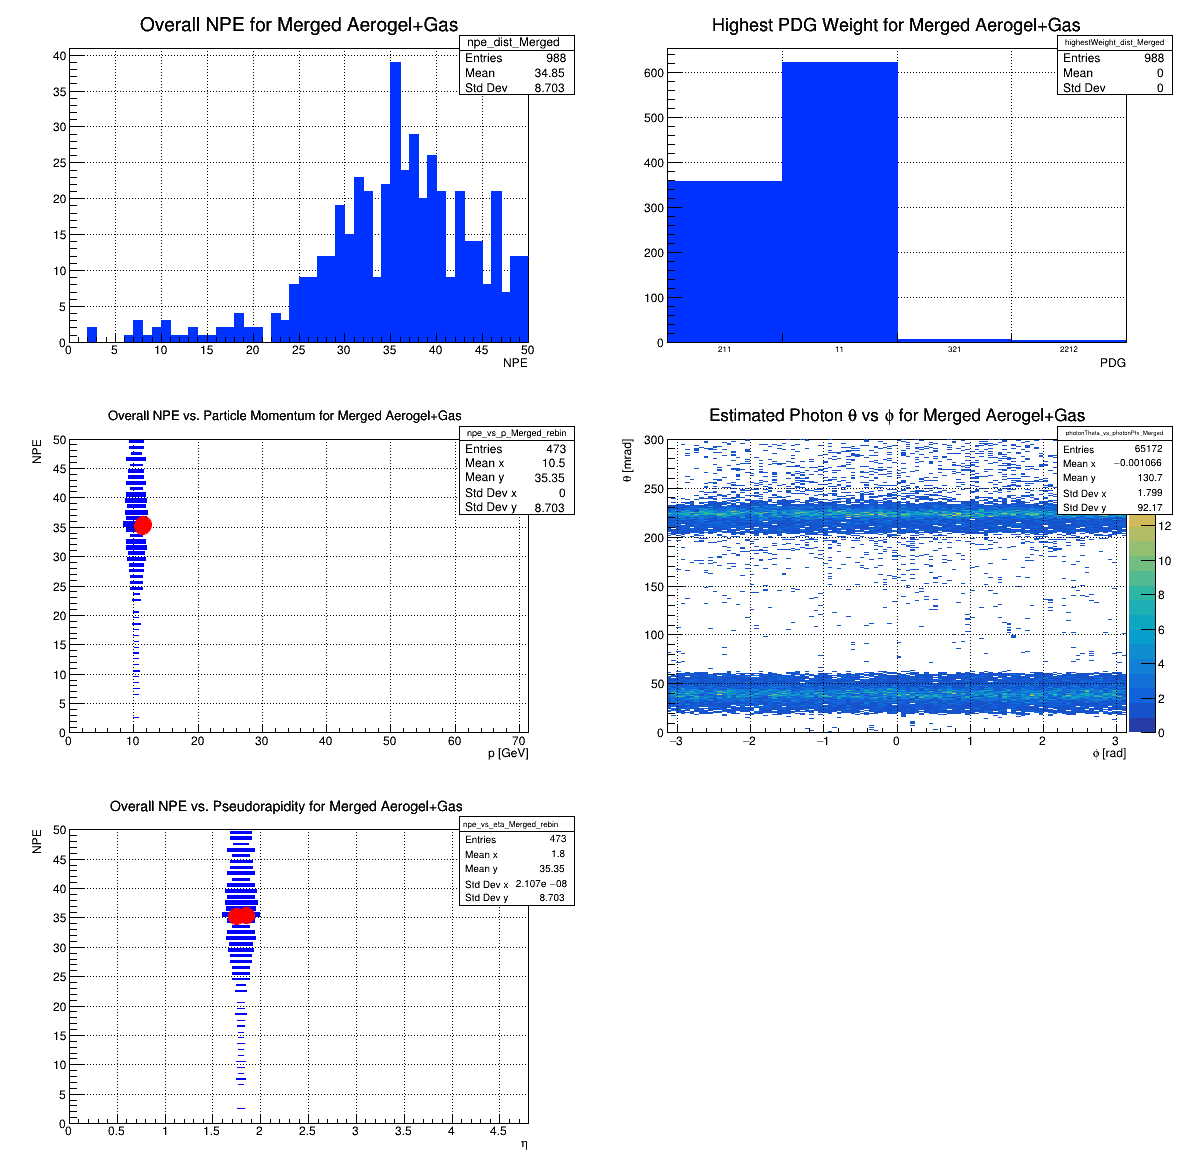 Overall NPE for Merged Aerogel+Gas
npe_dist_Merged
Entries 988
Mean 34.85
Std Dev 8.703
40
35
30
25
20
15
10
5
0
0 5 10 15 20 25 30 35 40 45 50
NPE
Highest PDG Weight for Merged Aerogel+Gas
highestWeight_dist_Merged
Entries 988
Mean 0
Std Dev 0
600
500
400
300
200
100
0
211 11 321 2212
PDG
Overall NPE vs. Particle Momentum for Merged Aerogel+Gas
npe_vs_p_Merged_rebin
Entries 473
Mean x 10.5
Mean y 35.35
Std Dev x 0
Std Dev y 8.703
NPE
50
45
40
35
30
25
20
15
10
5
0
0 10 20 30 40 50 60 70
p [GeV]
Estimated Photon θ vs ϕ for Merged Aerogel+Gas
photonTheta_vs_photonPhi_Merged
Entries 65172
Mean x −0.001066
Mean y 130.7
Std Dev x 1.799
Std Dev y 92.17
θ [mrad]
300
250
200
150
100
50
0
−3 −2 −1 0 1 2 3
ϕ [rad]
12
10
8
6
4
2
0
Overall NPE vs. Pseudorapidity for Merged Aerogel+Gas
npe_vs_eta_Merged_rebin
Entries 473
Mean x 1.8
Mean y 35.35
Std Dev x 2.107e −08
Std Dev y 8.703
NPE
50
45
40
35
30
25
20
15
10
5
0
0 0.5 1 1.5 2 2.5 3 3.5 4 4.5
η